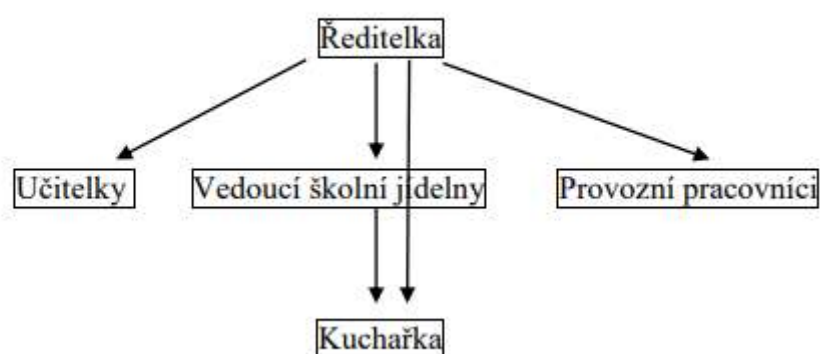 Ředitelka
Učitelky
Vedoucí školní jídelny
Provozní pracovníci
Kuchařka